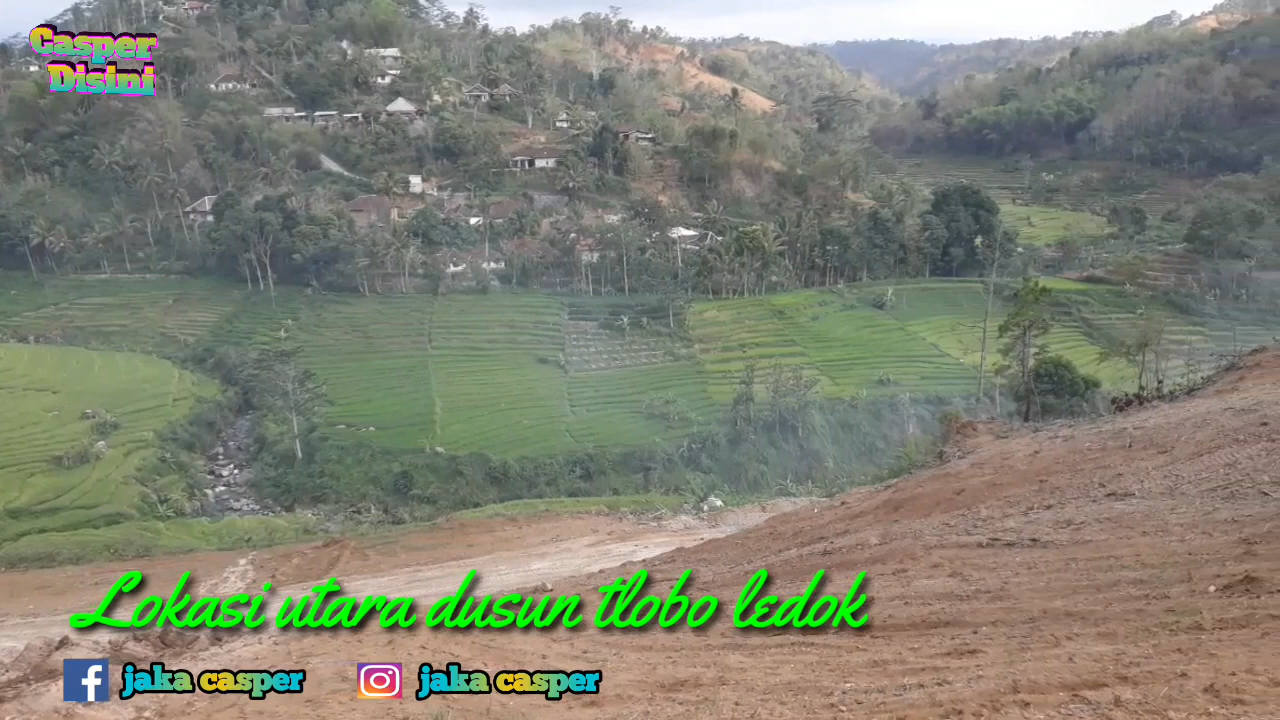 Casper
Disini
Lokasi utara dusun tlobo ledok
jaka casper
jaka casper